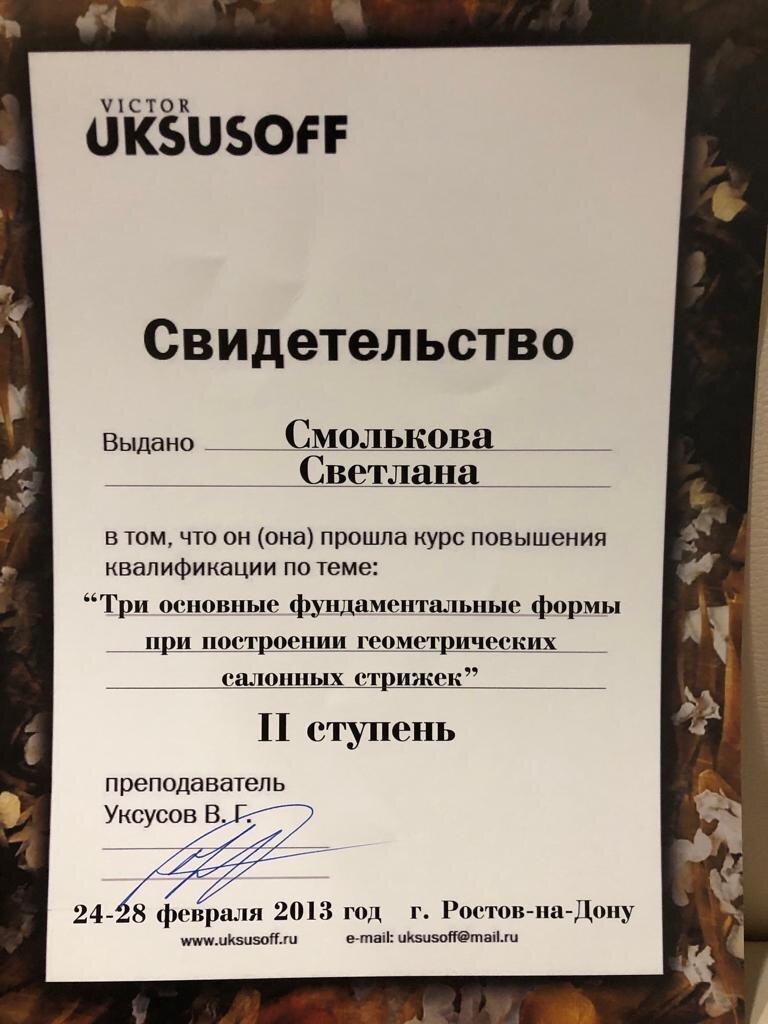 VICTOR
UKSUSOFF
Свидетельство
Выдано Смолькова
Светлана
в том, что он (она) прошла курс повышения
квалификации по теме:
“Три основные фундаментальные формы
при построении геометрических
салонных стрижек”
II ступень
преподаватель
Уксусов В. Г.
24-28 февраля 2013 год г. Ростов-на-Дону
www.uksusoff.ru e-mail: uksusoff@mail.ru